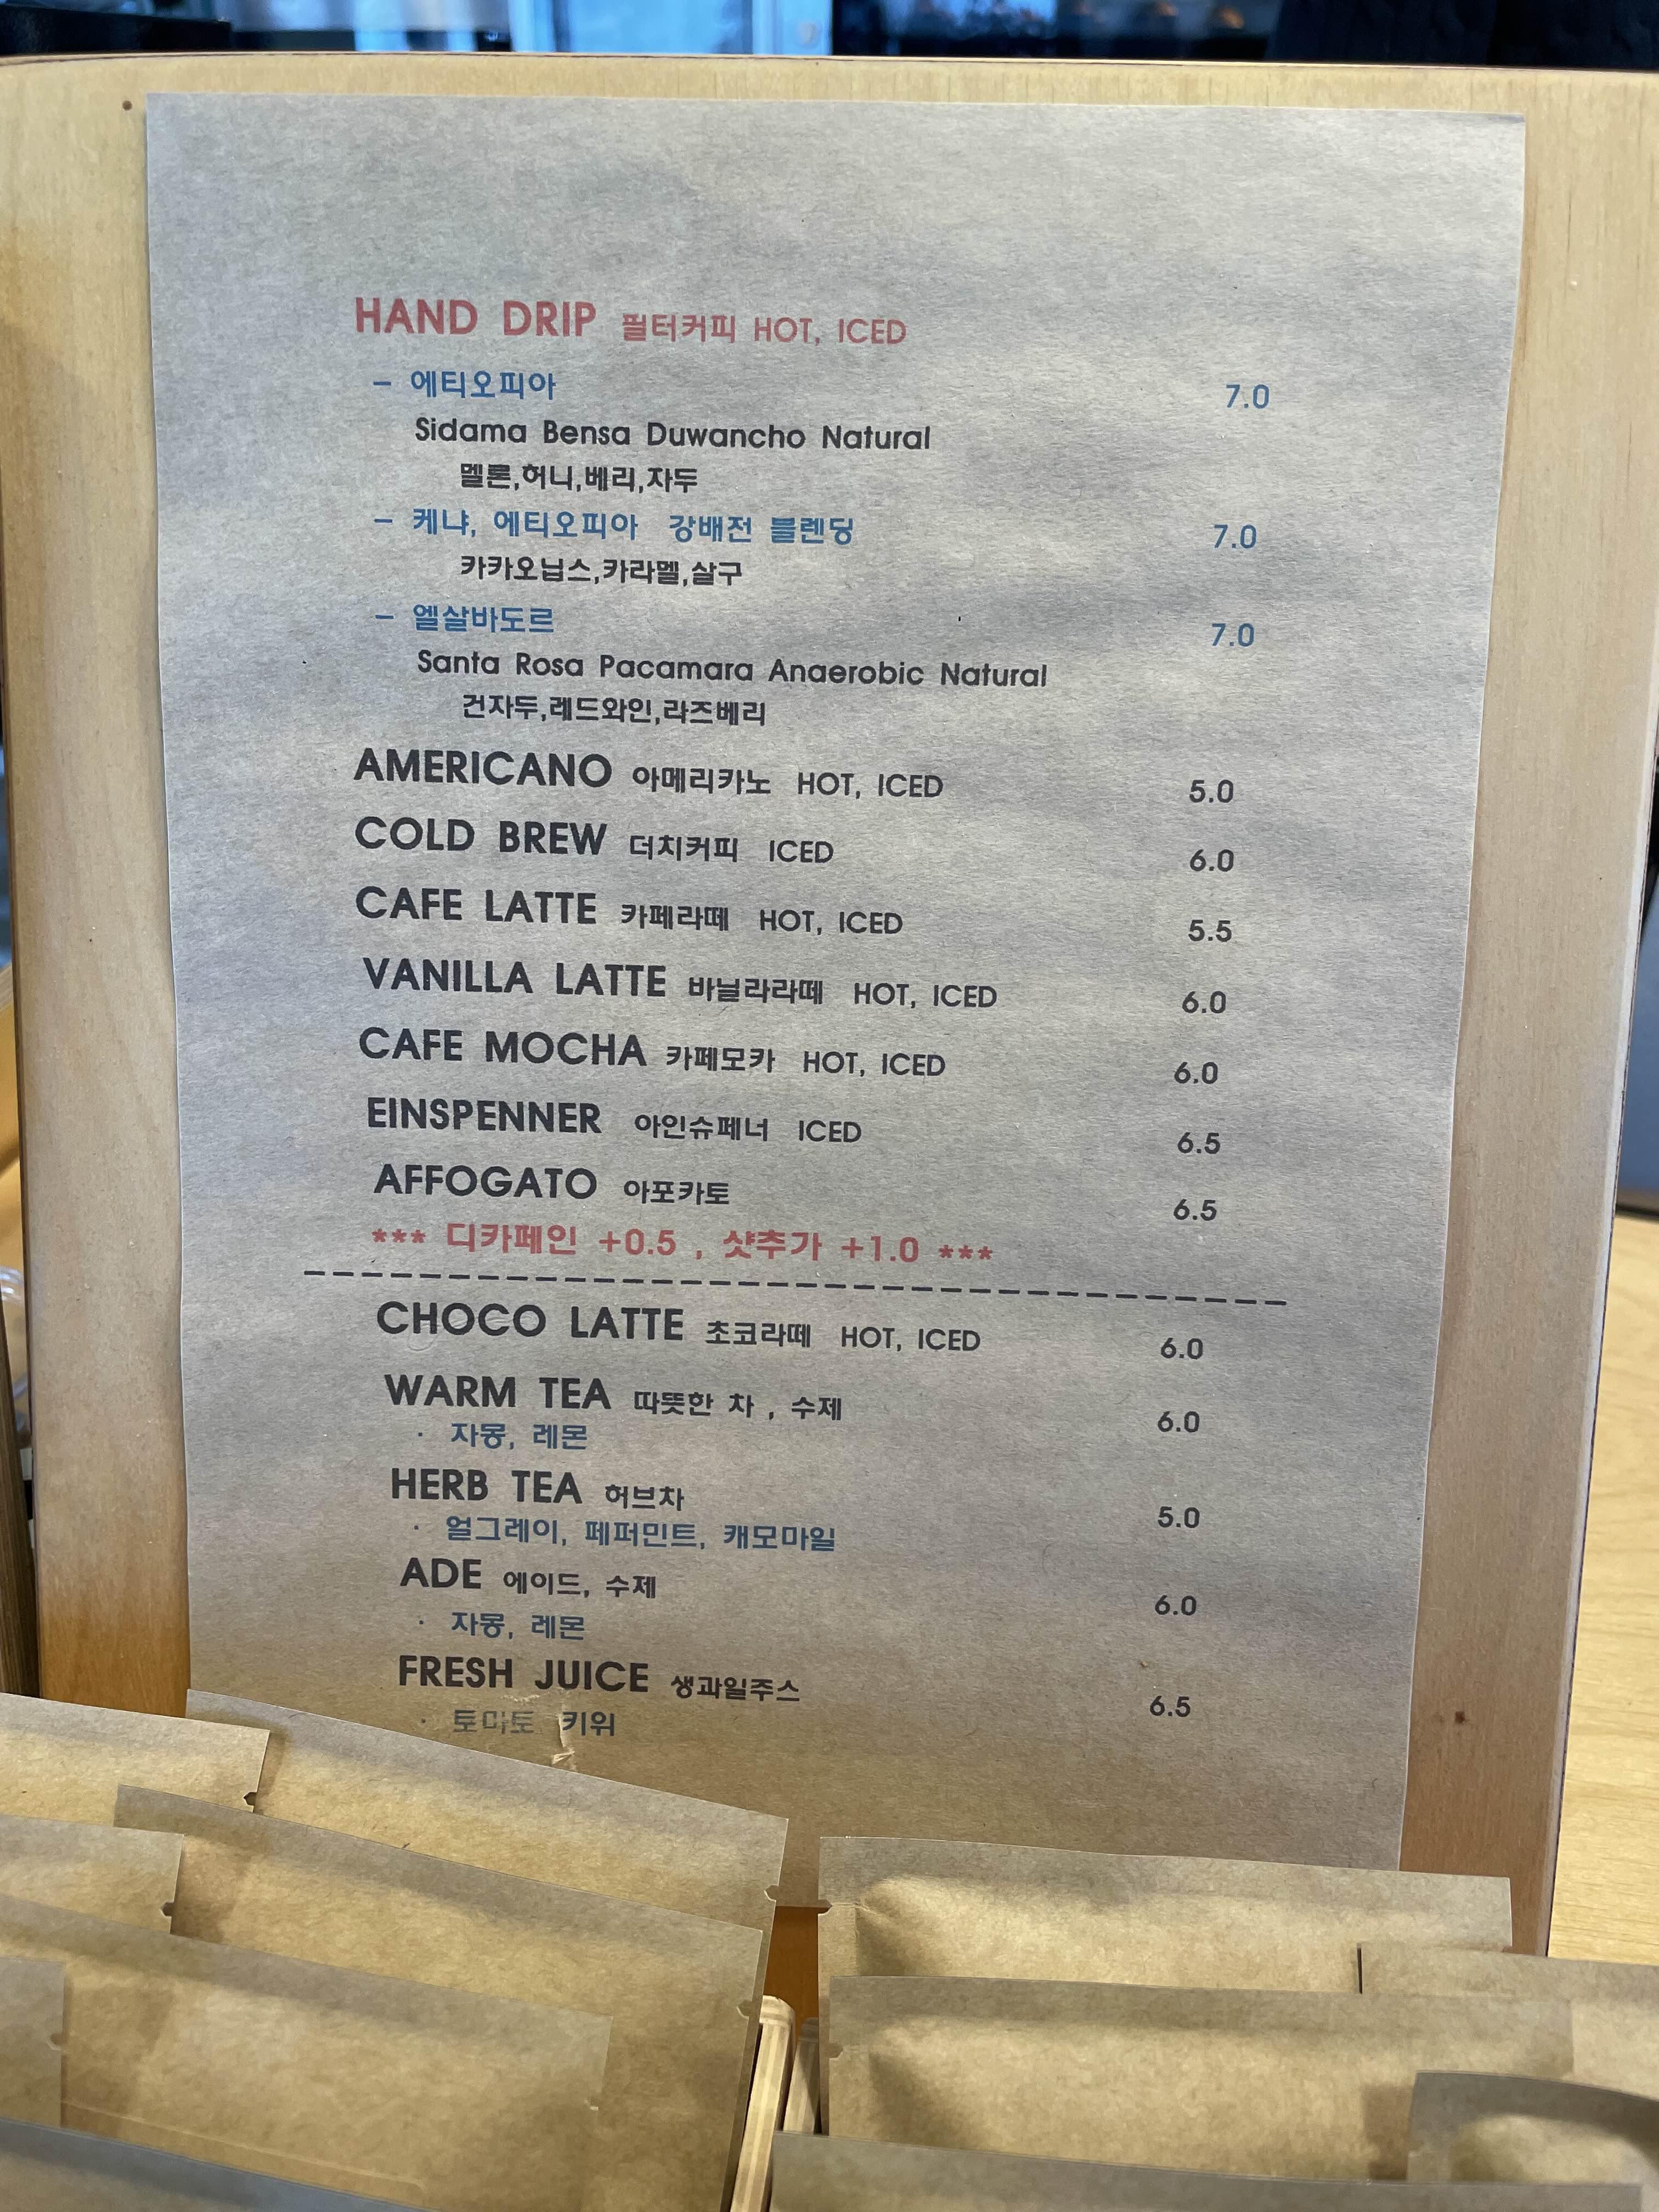 HAND DRIP 필터커피 HOT, ICED
– 에티오피아 7.0
Sidama Bensa Duwancho Natural
멜론,허니,베리,자두
– 케냐, 에티오피아 강배전 블렌딩 7.0
카카오닙스,카라멜,살구
– 엘살바도르 7.0
Santa Rosa Pacamara Anaerobic Natural
건자두,레드와인,라즈베리
AMERICANO 아메리카노 HOT, ICED 5.0
COLD BREW 더치커피 ICED 6.0
CAFE LATTE 카페라떼 HOT, ICED 5.5
VANILLA LATTE 바닐라라떼 HOT, ICED 6.0
CAFE MOCHA 카페모카 HOT, ICED 6.0
EINSPENNER 아인슈페너 ICED 6.5
AFFOGATO 아포카토 6.5
*** 디카페인 +0.5 , 샷추가 +1.0 ***
CHOCO LATTE 초코라떼 HOT, ICED 6.0
WARM TEA 따뜻한 차 , 수제 6.0
· 자몽, 레몬
HERB TEA 허브차 5.0
· 얼그레이, 페퍼민트, 캐모마일
ADE 에이드, 수제 6.0
· 자몽, 레몬
FRESH JUICE 생과일주스 6.5
· 토마토 키위